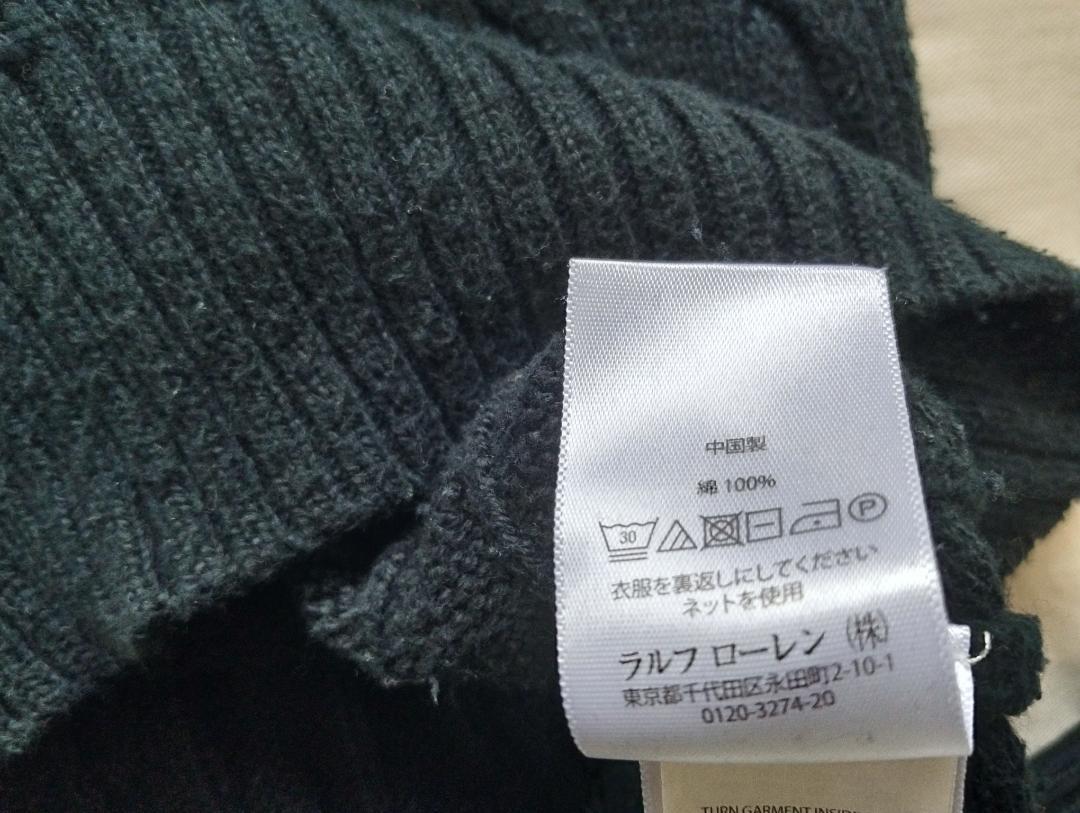 中国製
綿 100%
30 P
衣服を裏返しにしてください
ネットを使用
ラルフ ローレン (株)
東京都千代田区永田町2-10-1
0120-3274-20
TURN GARMENT INSIDE